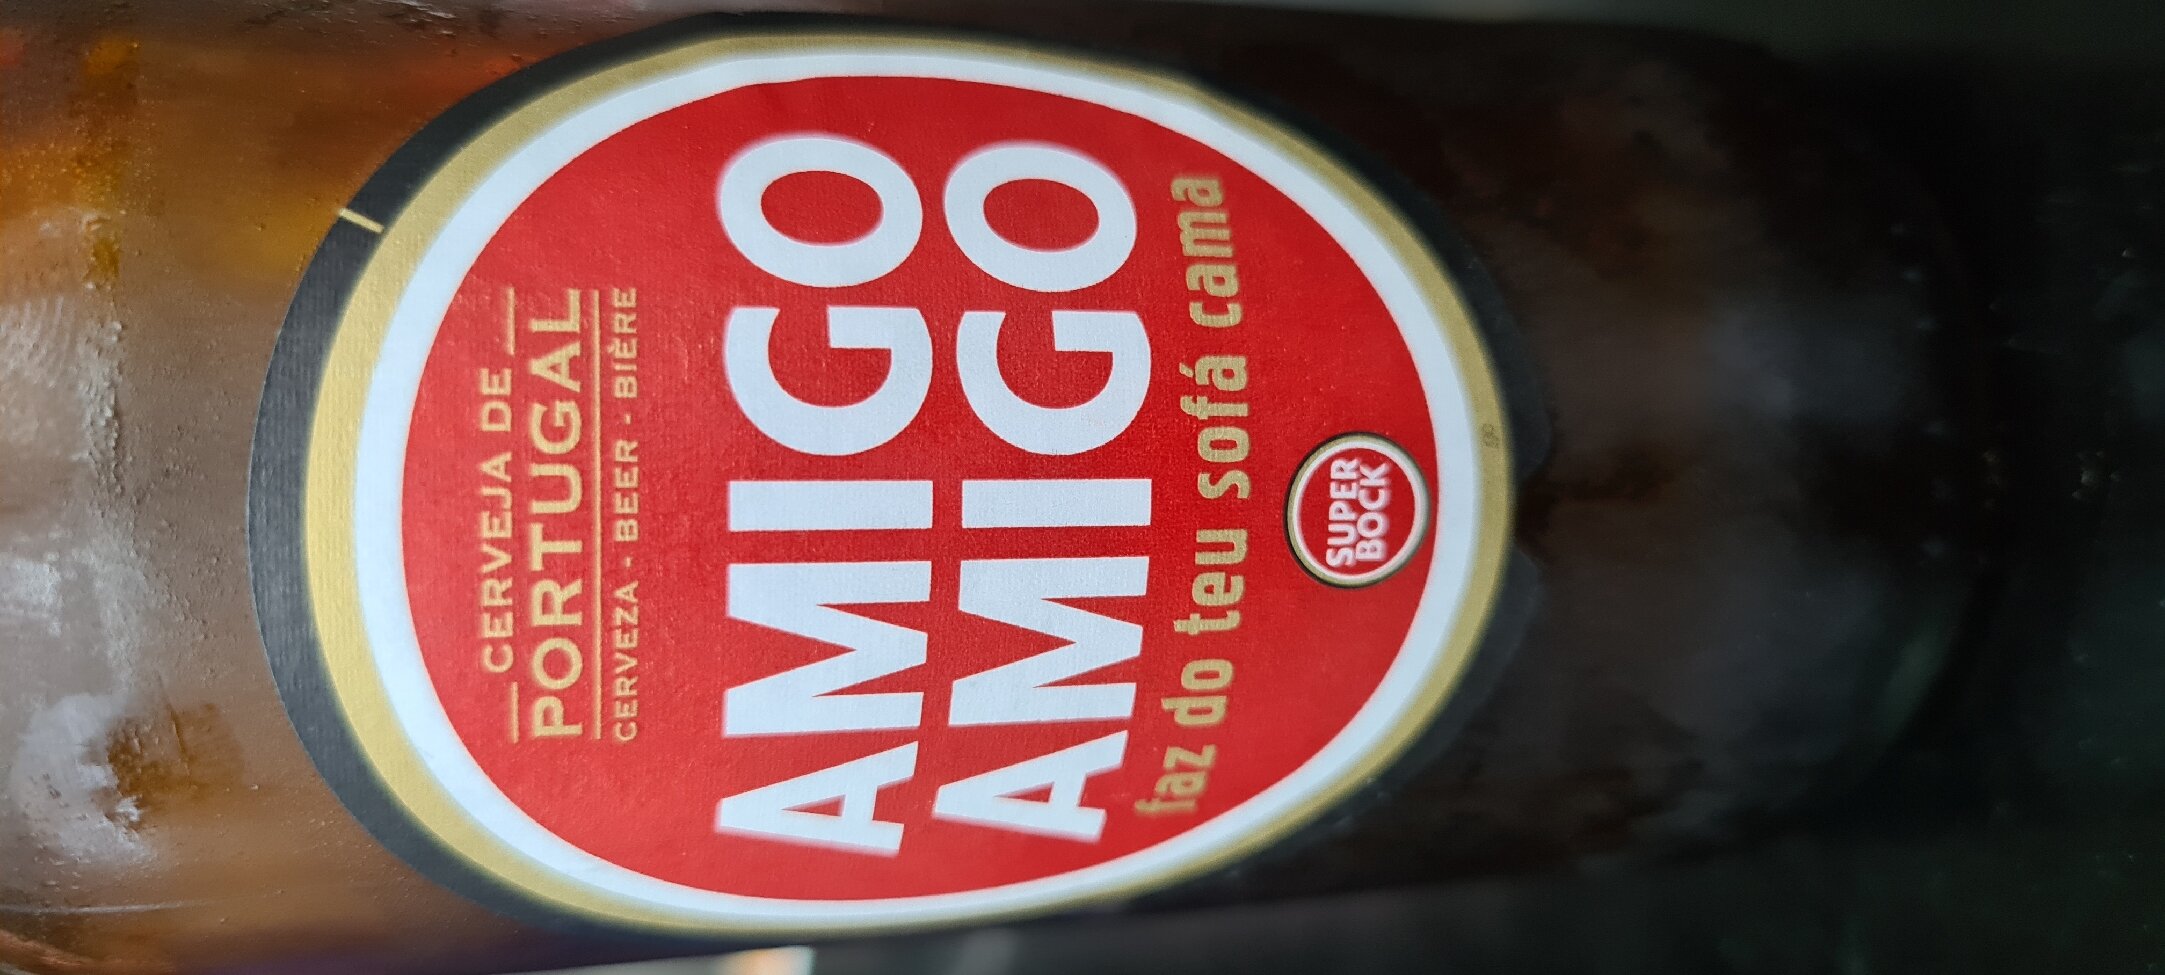 CERVEJA DE
PORTUGAL
CERVEZA - BEER - BIÈRE
AMIGO
AMIGO
faz do teu sofá cama
SUPER
BOCK